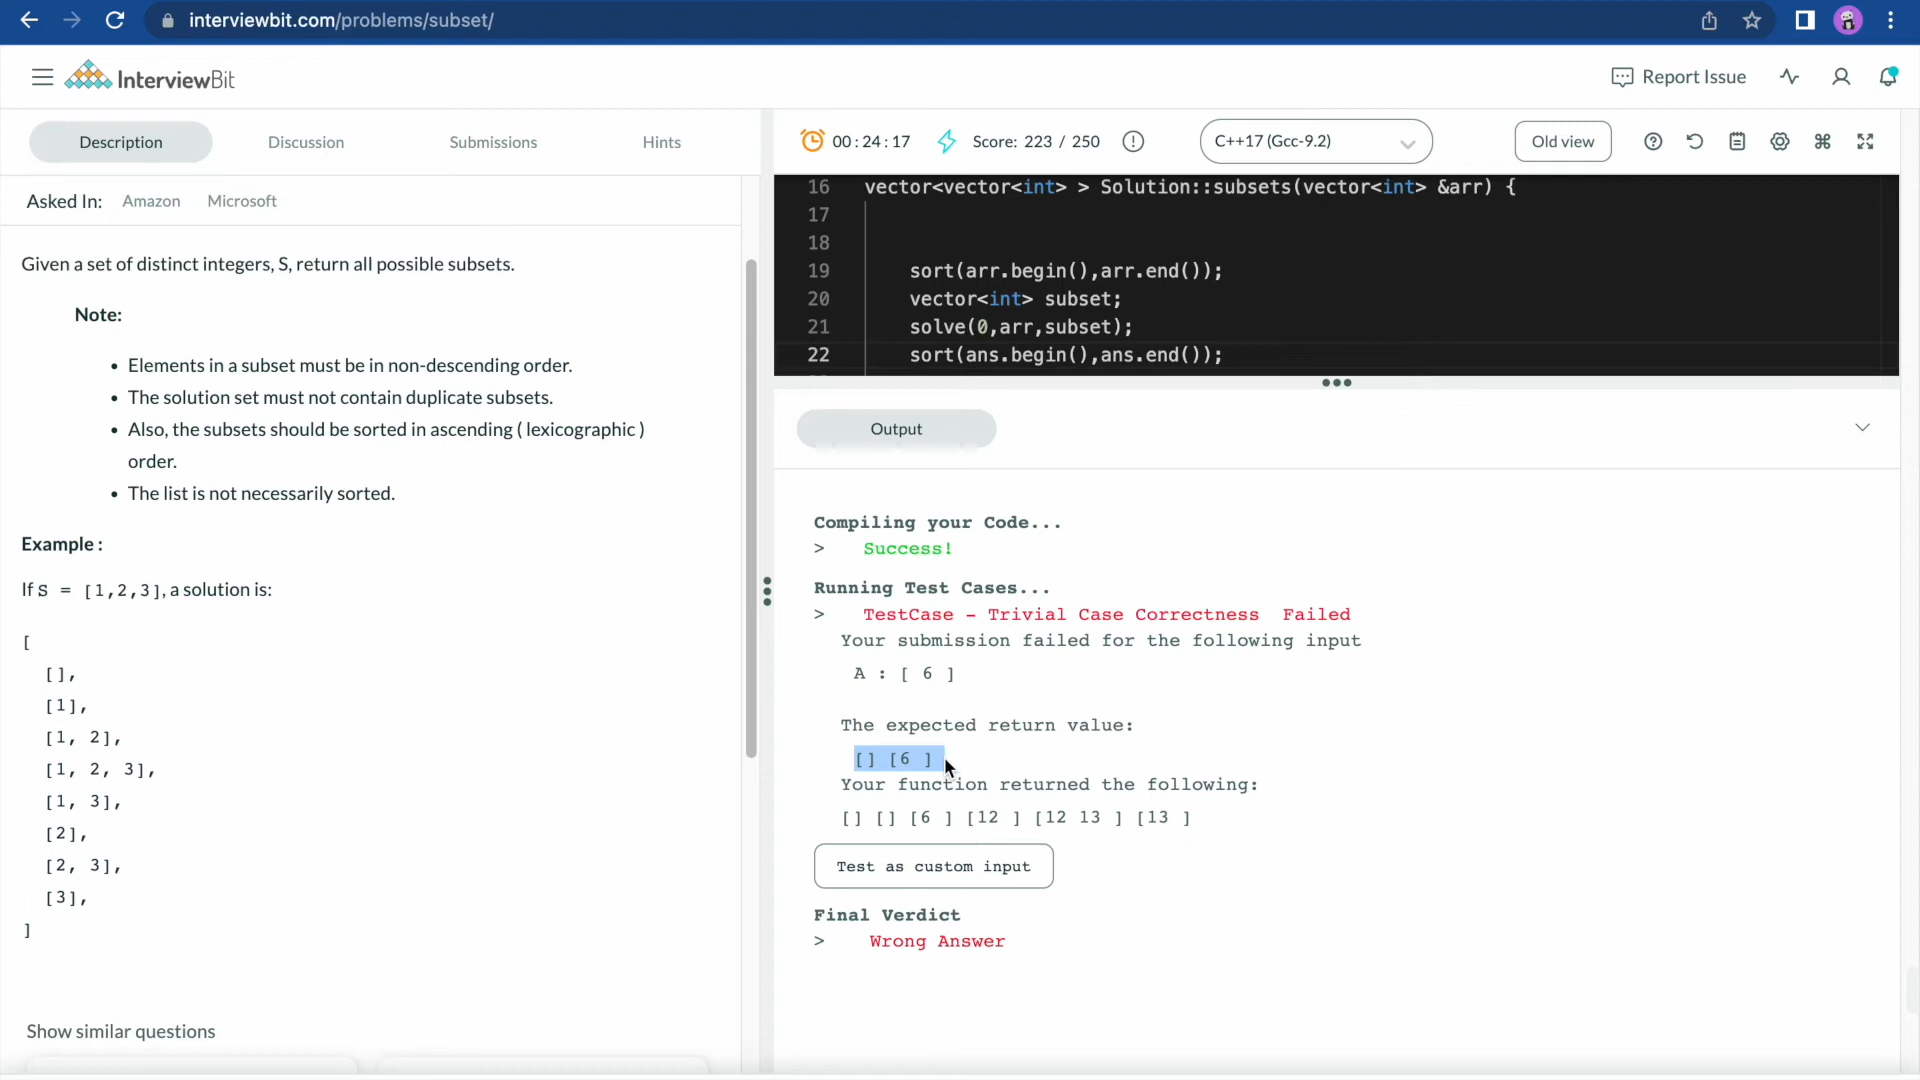 interviewbit.com/problems/subset/
InterviewBit
Report Issue
Description
Discussion
Submissions
Hints
00:24:17
Score: 223 / 250
C++17 (Gcc-9.2)
Old view
Asked In: Amazon Microsoft
Given a set of distinct integers, S, return all possible subsets.
Note:
• Elements in a subset must be in non-descending order.
• The solution set must not contain duplicate subsets.
• Also, the subsets should be sorted in ascending ( lexicographic )
order.
• The list is not necessarily sorted.
Example :
If S = [1,2,3], a solution is:
[
[],
[1],
[1, 2],
[1, 2, 3],
[1, 3],
[2],
[2, 3],
[3],
]
Show similar questions
16 vector<vector<int> > Solution::subsets(vector<int> &arr) {
17
18
19 sort(arr.begin(),arr.end());
20 vector<int> subset;
21 solve(0,arr,subset);
22 sort(ans.begin(),ans.end());
Output
Compiling your Code...
> Success!
Running Test Cases...
> TestCase - Trivial Case Correctness Failed
Your submission failed for the following input
A : [ 6 ]
The expected return value:
[] [6 ]
Your function returned the following:
[] [] [6 ] [12 ] [12 13 ] [13 ]
Test as custom input
Final Verdict
> Wrong Answer